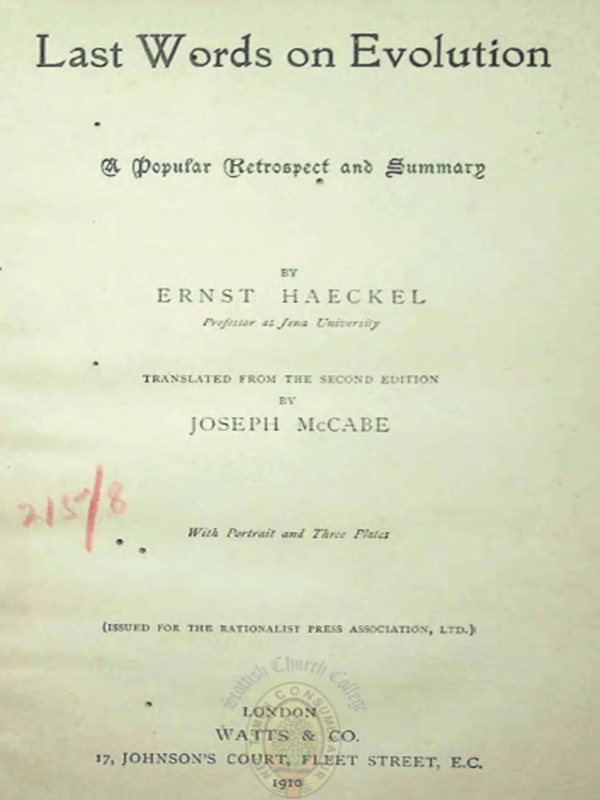 Last Words on Evolution
A Popular Retrospect and Summary
BY
ERNST HAECKEL
Professor at Jena University
TRANSLATED FROM THE SECOND EDITION
BY
JOSEPH McCABE
215/8
With Portrait and Three Plates
(ISSUED FOR THE RATIONALIST PRESS ASSOCIATION, LTD.)
Scottish Church College
LONDON
WATTS & CO.
17, JOHNSON'S COURT, FLEET STREET, E.C.
1910